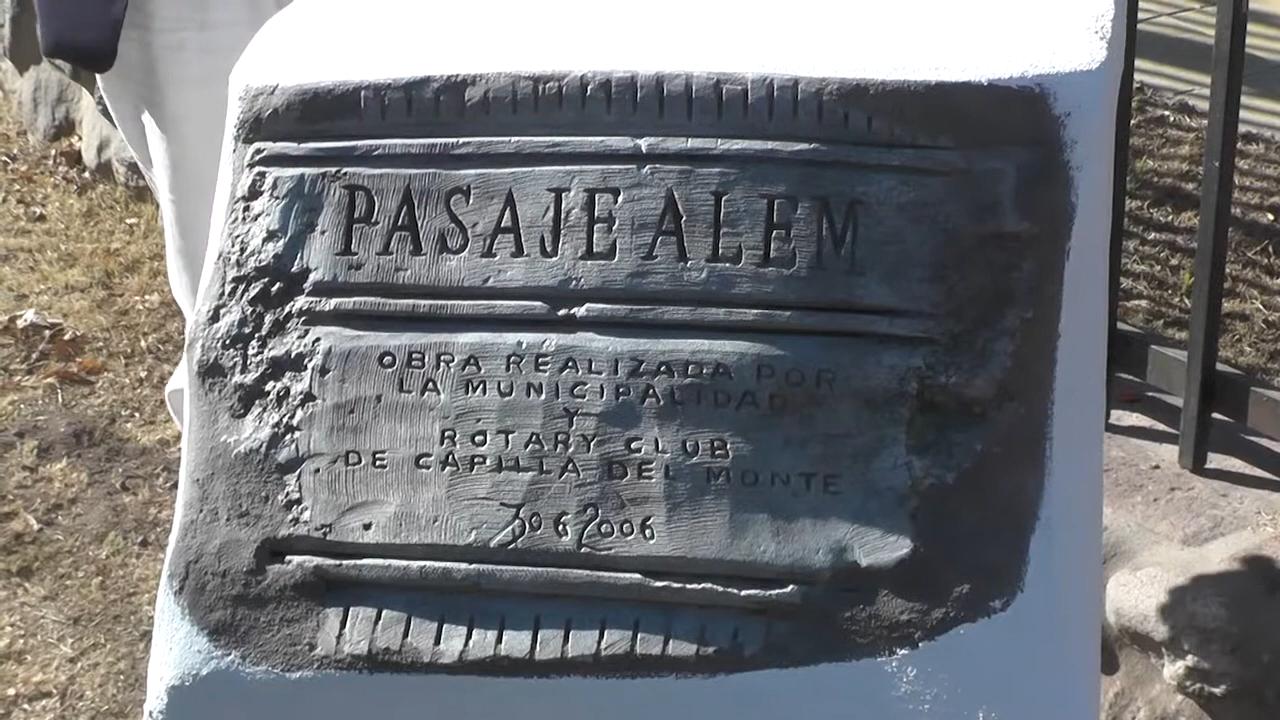 PASAJE ALEM
OBRA REALIZADA POR
LA MUNICIPALIDAD
Y
ROTARY CLUB
DE CAPILLA DEL MONTE
30 6 2006